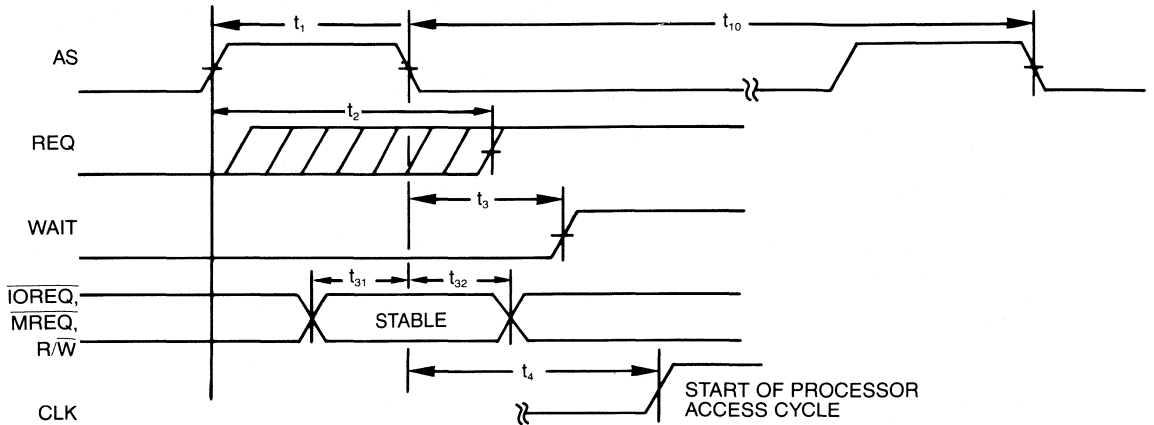 t1
t10
AS
t2
REQ
t3
WAIT
t31
t32
IOREQ,
MREQ,
R/W
STABLE
t4
START OF PROCESSOR
ACCESS CYCLE
CLK